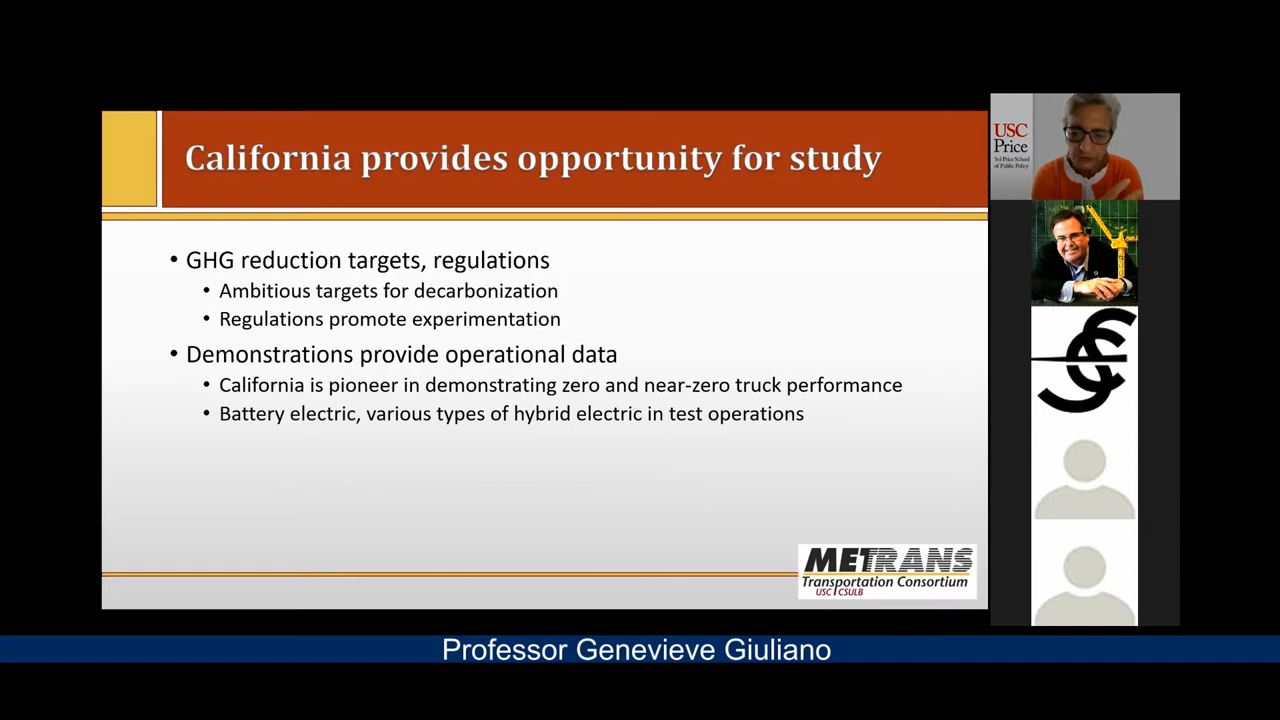 California provides opportunity for study
• GHG reduction targets, regulations
• Ambitious targets for decarbonization
• Regulations promote experimentation
• Demonstrations provide operational data
• California is pioneer in demonstrating zero and near-zero truck performance
• Battery electric, various types of hybrid electric in test operations
METRANS
Transportation Consortium
USC CSULB
USC
Price
Sol Price School
of Public Policy
Professor Genevieve Giuliano